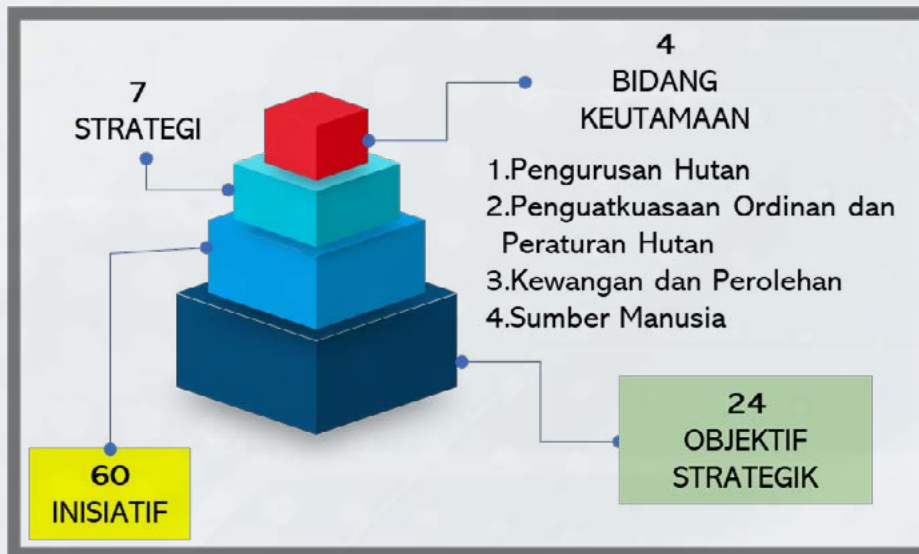 7
STRATEGI
4
BIDANG
KEUTAMAAN
1.Pengurusan Hutan
2.Penguatkuasaan Ordinan dan
Peraturan Hutan
3.Kewangan dan Perolehan
4.Sumber Manusia
60
INISIATIF
24
OBJEKTIF
STRATEGIK